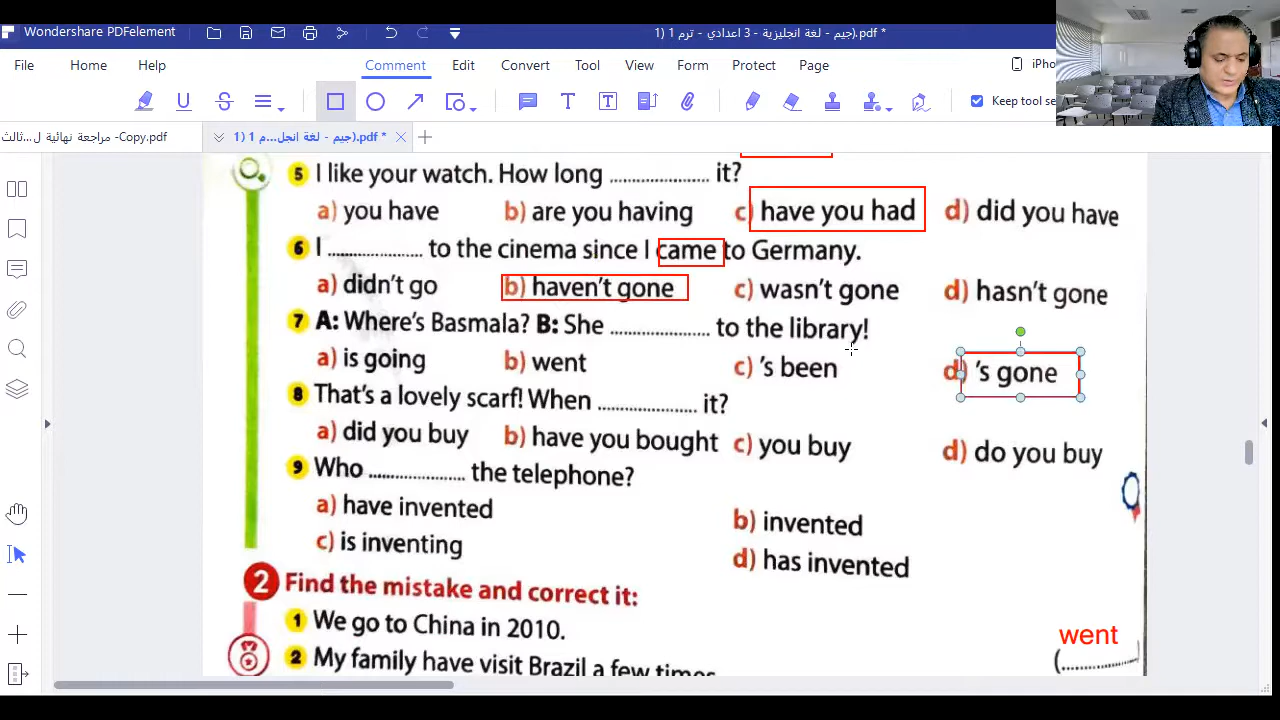 Wondershare PDFelement
(جيم - لغة انجليزية - 3 اعدادي - ترم 1 (1.pdf *
File Home Help Comment Edit Convert Tool View Form Protect Page iPho
Keep tool se
مراجعة نهائية ل ...ثالث -Copy.pdf
(جيم - لغة انجل...م 1 (1.pdf *
5 I like your watch. How long .................... it?
a) you have b) are you having c) have you had d) did you have
6 I .................... to the cinema since I came to Germany.
a) didn't go b) haven't gone c) wasn't gone d) hasn't gone
7 A: Where's Basmala? B: She .................... to the library!
a) is going b) went c) 's been d) 's gone
8 That's a lovely scarf! When .................... it?
a) did you buy b) have you bought c) you buy d) do you buy
9 Who .................... the telephone?
a) have invented b) invented
c) is inventing d) has invented
2 Find the mistake and correct it:
1 We go to China in 2010.
went
(..............)
2 My family have visit Brazil a few times.